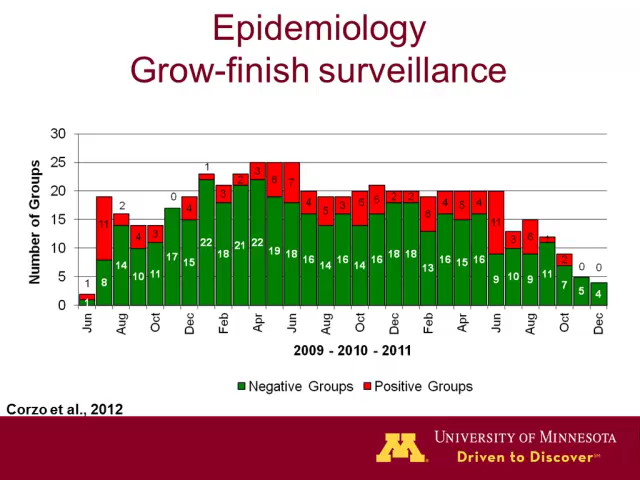 Epidemiology
Grow-finish surveillance
30
25
20
15
10
5
0
Number of Groups
1 11 2 4 3 0 4 1 3 2 3 6 7 4 5 3 6 5 2 2 6 4 5 4 11 3 6 1 2 0 0
1 8 14 10 11 17 15 22 18 21 22 19 18 16 14 16 14 16 18 18 13 16 15 16 9 10 9 11 7 5 4
Jun Aug Oct Dec Feb Apr Jun Aug Oct Dec Feb Apr Jun Aug Oct Dec
2009 - 2010 - 2011
Negative Groups Positive Groups
Corzo et al., 2012
M
UNIVERSITY OF MINNESOTA
Driven to Discover℠